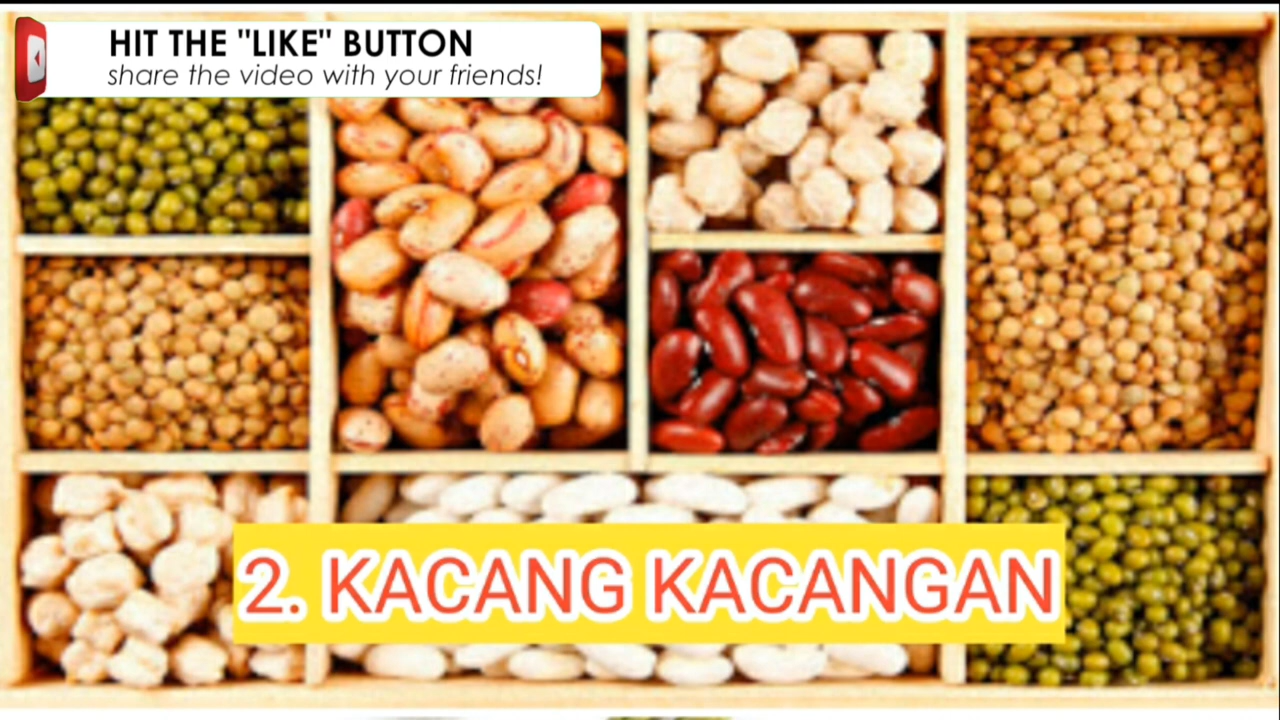 HIT THE "LIKE" BUTTON
share the video with your friends!
2. KACANG KACANGAN